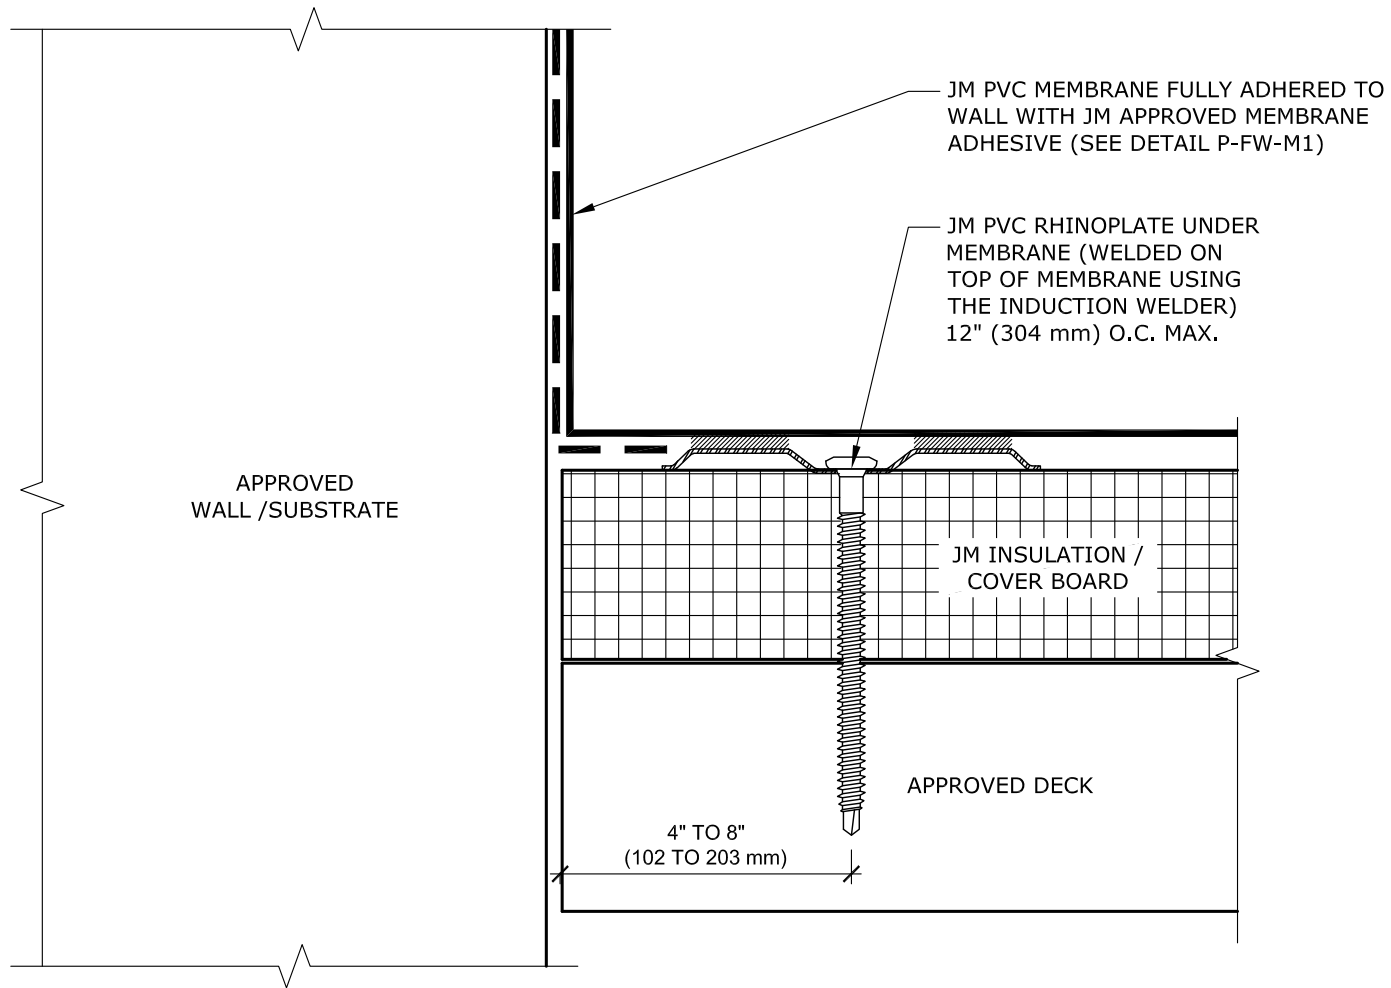 JM PVC MEMBRANE FULLY ADHERED TO
WALL WITH JM APPROVED MEMBRANE
ADHESIVE (SEE DETAIL P-FW-M1)
JM PVC RHINOPLATE UNDER
MEMBRANE (WELDED ON
TOP OF MEMBRANE USING
THE INDUCTION WELDER)
12" (304 mm) O.C. MAX.
APPROVED
WALL /SUBSTRATE
JM INSULATION /
COVER BOARD
APPROVED DECK
4" TO 8"
(102 TO 203 mm)